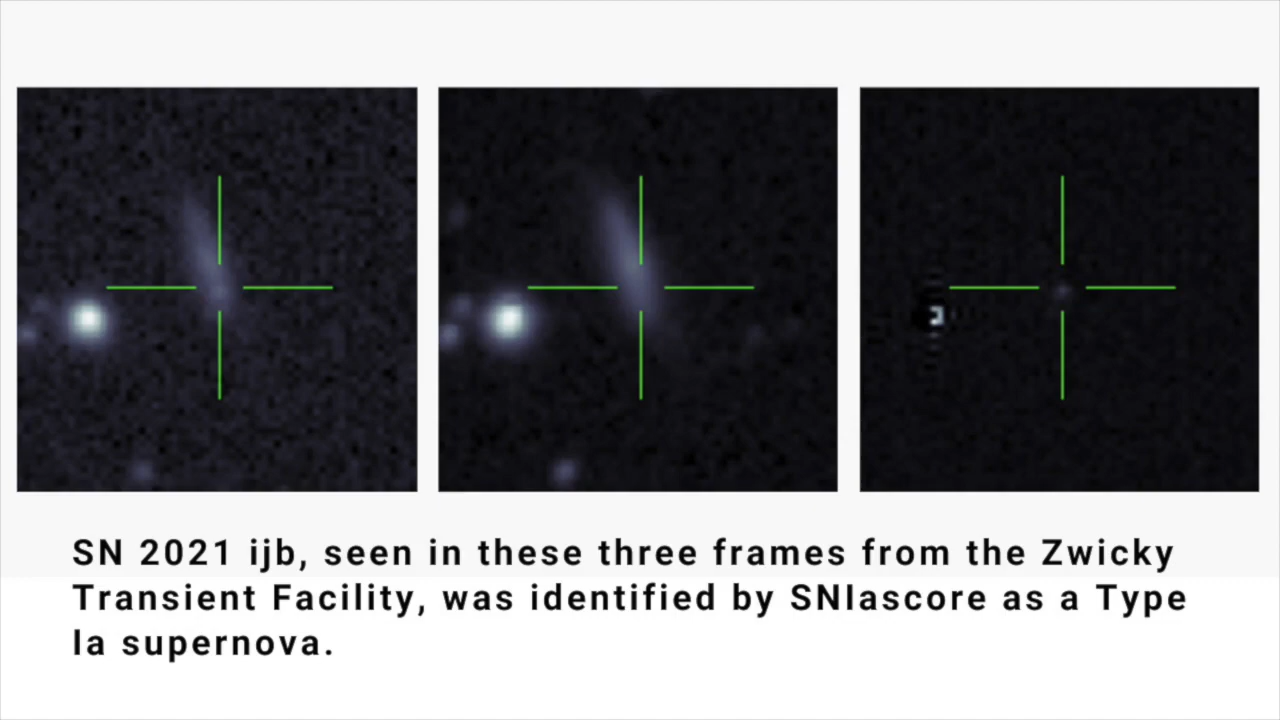 SN 2021 ijb, seen in these three frames from the Zwicky
Transient Facility, was identified by SNIascore as a Type
Ia supernova.